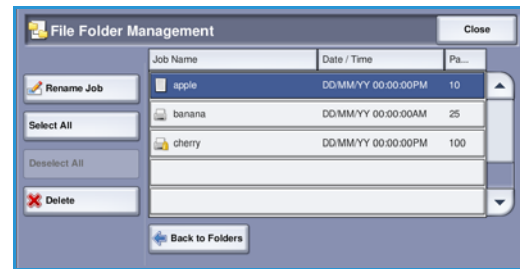 File Folder Management
Close
Job Name Date / Time Pa...
Rename Job
apple DD/MM/YY 00:00:00PM 10
Select All
banana DD/MM/YY 00:00:00AM 25
cherry DD/MM/YY 00:00:00PM 100
Deselect All
Delete
Back to Folders